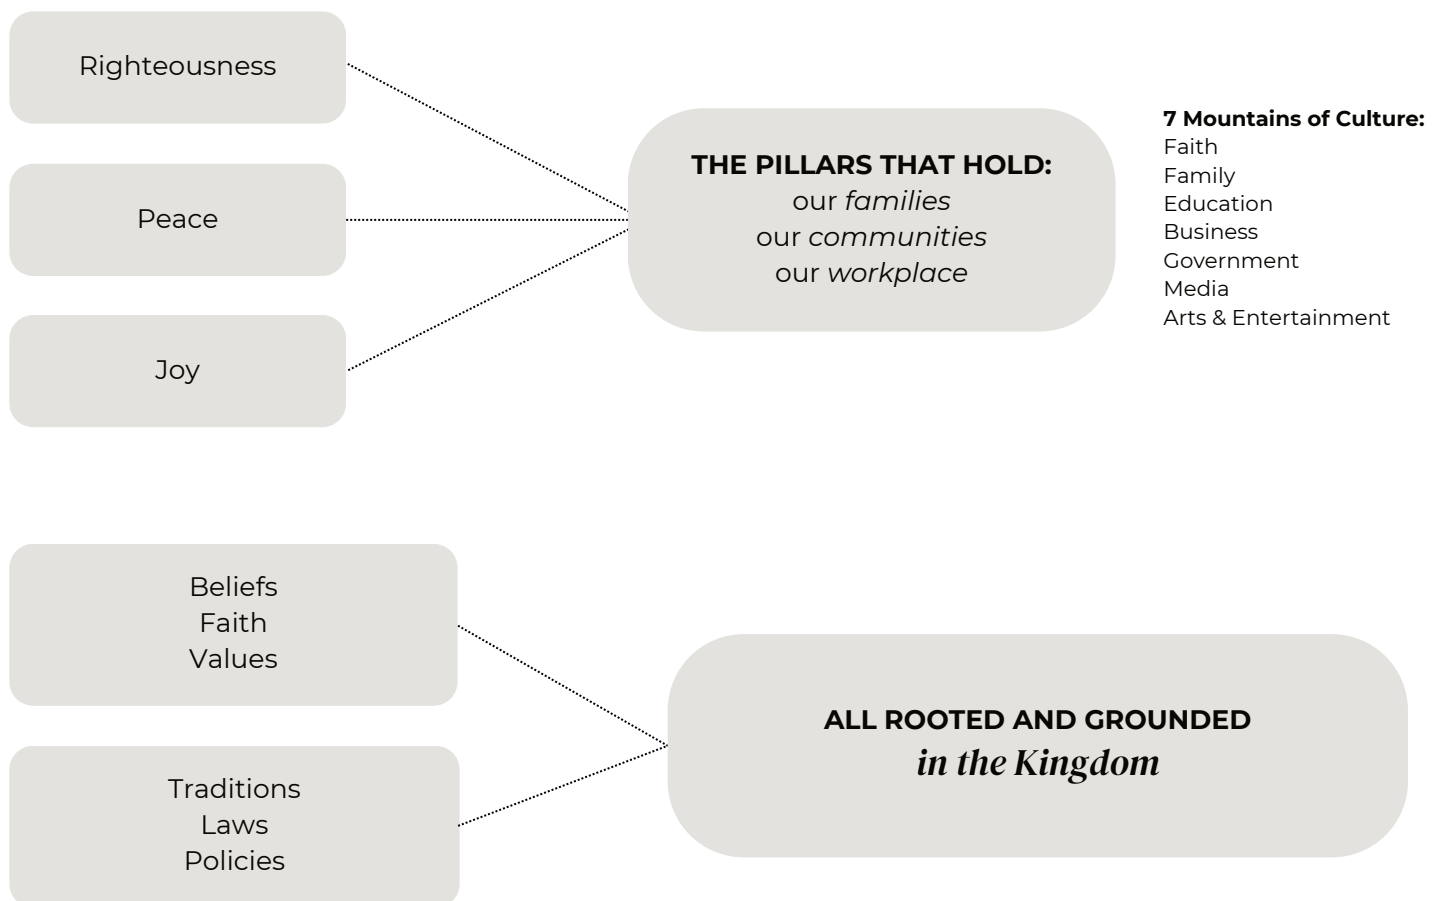 Righteousness
Peace
Joy
THE PILLARS THAT HOLD:
our families
our communities
our workplace
7 Mountains of Culture:
Faith
Family
Education
Business
Government
Media
Arts & Entertainment
Beliefs
Faith
Values
Traditions
Laws
Policies
ALL ROOTED AND GROUNDED
in the Kingdom